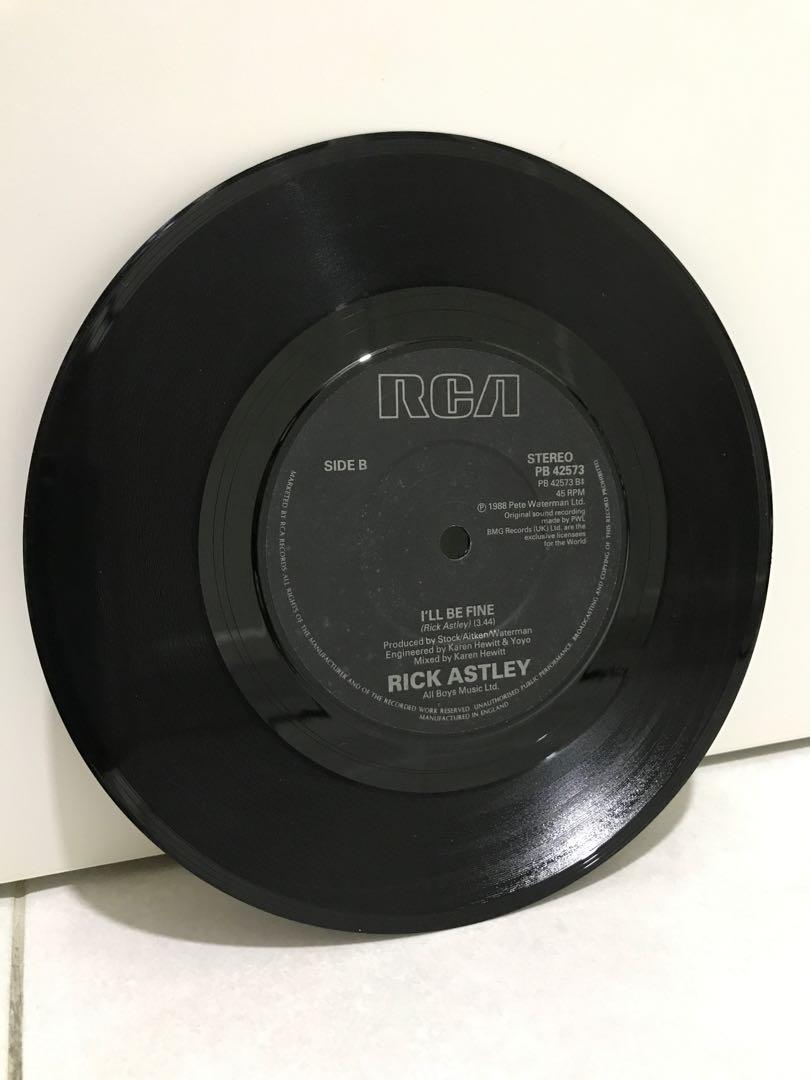 RCA
SIDE B
STEREO
PB 42573
PB 42573 B‡
45 RPM
Ⓟ 1988 Pete Waterman Ltd.
Original sound recording
made by PWL
BMG Records (UK) Ltd. are the
exclusive licensees
for the World
I'LL BE FINE
(Rick Astley) (3.44)
Produced by Stock/Aitken/Waterman
Engineered by Karen Hewitt & Yoyo
Mixed by Karen Hewitt
RICK ASTLEY
All Boys Music Ltd.
MARKETED BY RCA RECORDS ALL RIGHTS OF THE MANUFACTURER AND OF THE RECORDED WORK RESERVED. UNAUTHORISED PUBLIC PERFORMANCE, BROADCASTING AND COPYING OF THIS RECORD PROHIBITED.
MANUFACTURED IN ENGLAND